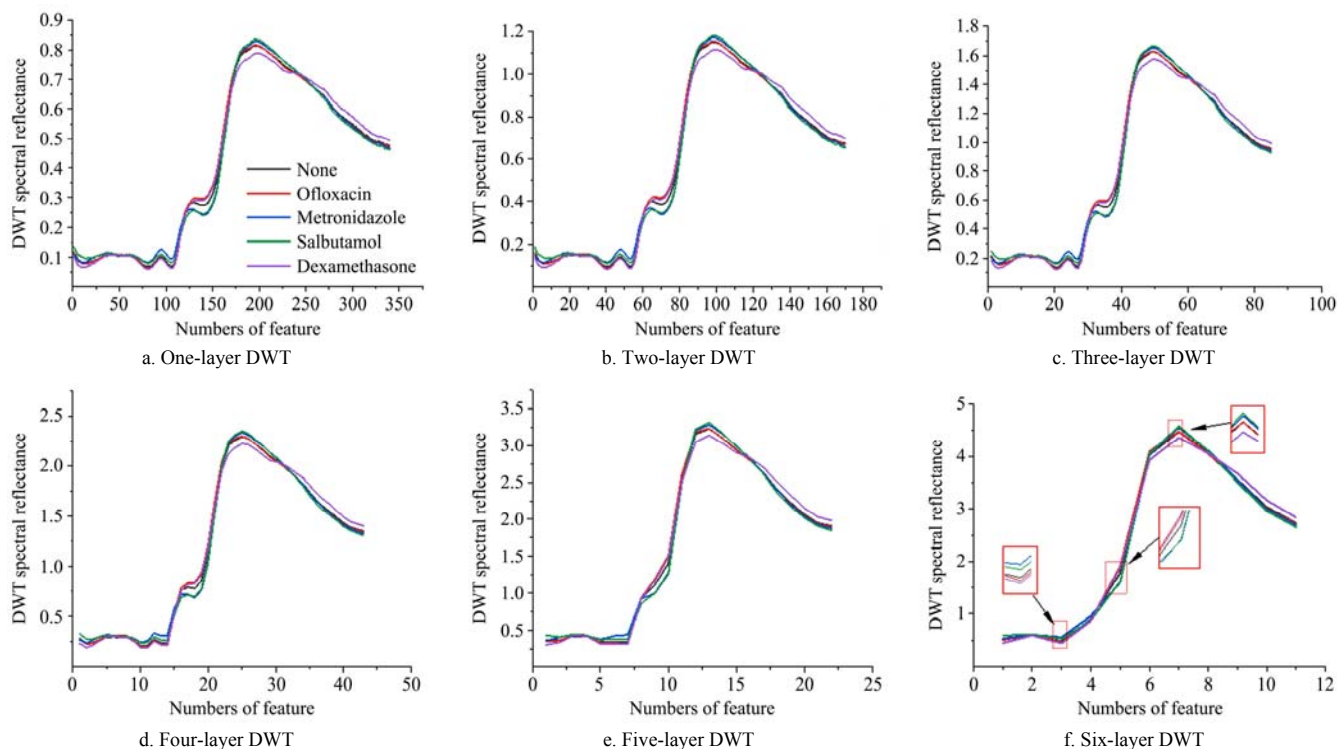 0.9
0.8
0.7
0.6
0.5
0.4
0.3
0.2
0.1
DWT spectral reflectance
None
Ofloxacin
Metronidazole
Salbutamol
Dexamethasone
0 50 100 150 200 250 300 350
Numbers of feature
a. One-layer DWT
1.2
1.0
0.8
0.6
0.4
0.2
DWT spectral reflectance
0 20 40 60 80 100 120 140 160 180
Numbers of feature
b. Two-layer DWT
1.8
1.6
1.4
1.2
1.0
0.8
0.6
0.4
0.2
DWT spectral reflectance
0 20 40 60 80 100
Numbers of feature
c. Three-layer DWT
2.5
2.0
1.5
1.0
0.5
DWT spectral reflectance
0 10 20 30 40 50
Numbers of feature
d. Four-layer DWT
3.5
3.0
2.5
2.0
1.5
1.0
0.5
DWT spectral reflectance
0 5 10 15 20 25
Numbers of feature
e. Five-layer DWT
5
4
3
2
1
DWT spectral reflectance
0 2 4 6 8 10 12
Numbers of feature
f. Six-layer DWT